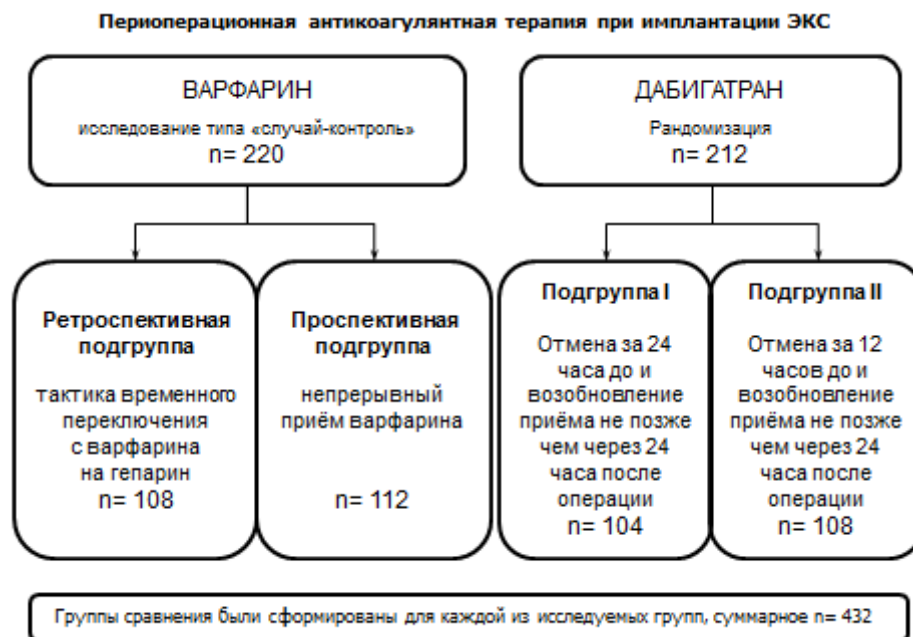 Периоперационная антикоагулянтная терапия при имплантации ЭКС
ВАРФАРИН
исследование типа «случай-контроль»
n= 220
ДАБИГАТРАН
Рандомизация
n= 212
Ретроспективная
подгруппа
тактика временного
переключения
с варфарина
на гепарин
n= 108
Проспективная
подгруппа
непрерывный
приём варфарина
n= 112
Подгруппа I
Отмена за 24
часа до и
возобновление
приёма не позже
чем через 24
часа после
операции
n= 104
Подгруппа II
Отмена за 12
часов до и
возобновление
приёма не позже
чем через 24
часа после
операции
n= 108
Группы сравнения были сформированы для каждой из исследуемых групп, суммарное n= 432